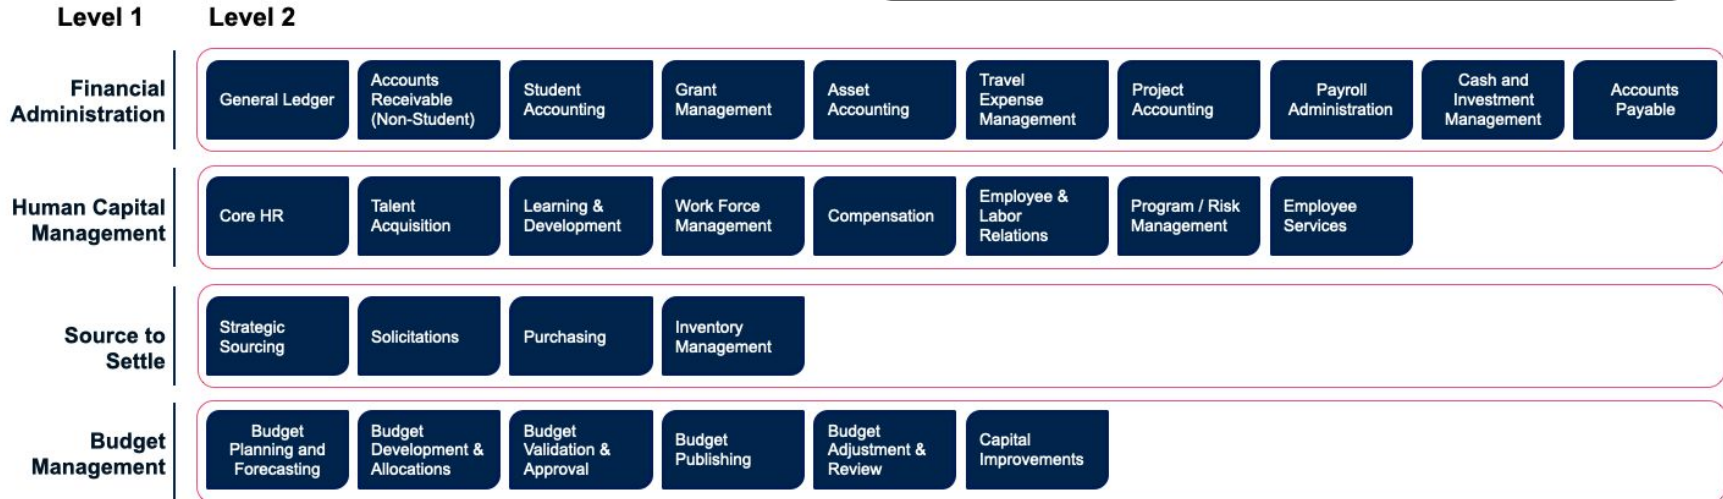 Level 1
Level 2
Financial
Administration
General Ledger
Accounts
Receivable
(Non-Student)
Student
Accounting
Grant
Management
Asset
Accounting
Travel
Expense
Management
Project
Accounting
Payroll
Administration
Cash and
Investment
Management
Accounts
Payable
Human Capital
Management
Core HR
Talent
Acquisition
Learning &
Development
Work Force
Management
Compensation
Employee &
Labor
Relations
Program / Risk
Management
Employee
Services
Source to
Settle
Strategic
Sourcing
Solicitations
Purchasing
Inventory
Management
Budget
Management
Budget
Planning and
Forecasting
Budget
Development &
Allocations
Budget
Validation &
Approval
Budget
Publishing
Budget
Adjustment &
Review
Capital
Improvements